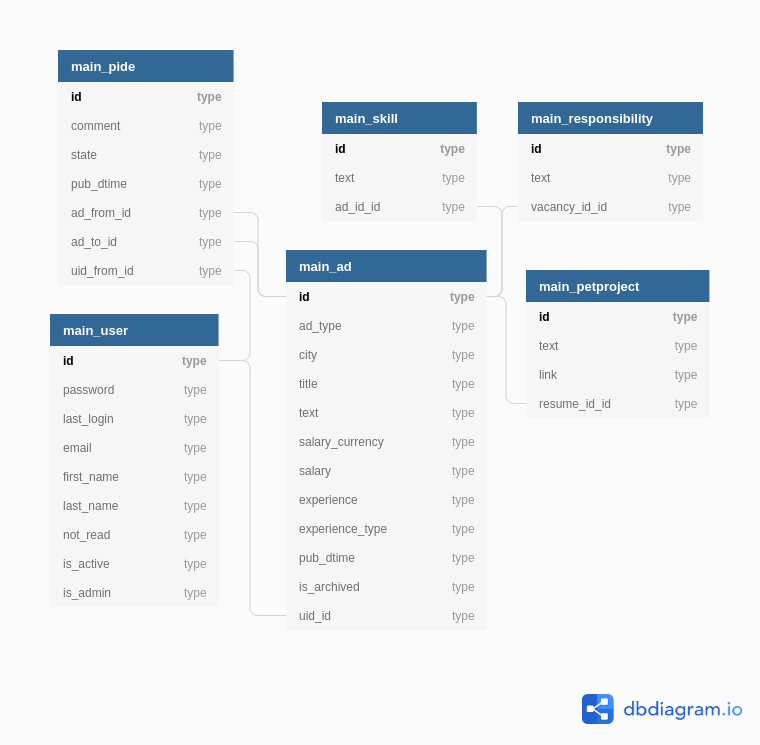 main_pide
id type
comment type
state type
pub_dtime type
ad_from_id type
ad_to_id type
uid_from_id type
main_user
id type
password type
last_login type
email type
first_name type
last_name type
not_read type
is_active type
is_admin type
main_skill
id type
text type
ad_id_id type
main_ad
id type
ad_type type
city type
title type
text type
salary_currency type
salary type
experience type
experience_type type
pub_dtime type
is_archived type
uid_id type
main_responsibility
id type
text type
vacancy_id_id type
main_petproject
id type
text type
link type
resume_id_id type
dbdiagram.io